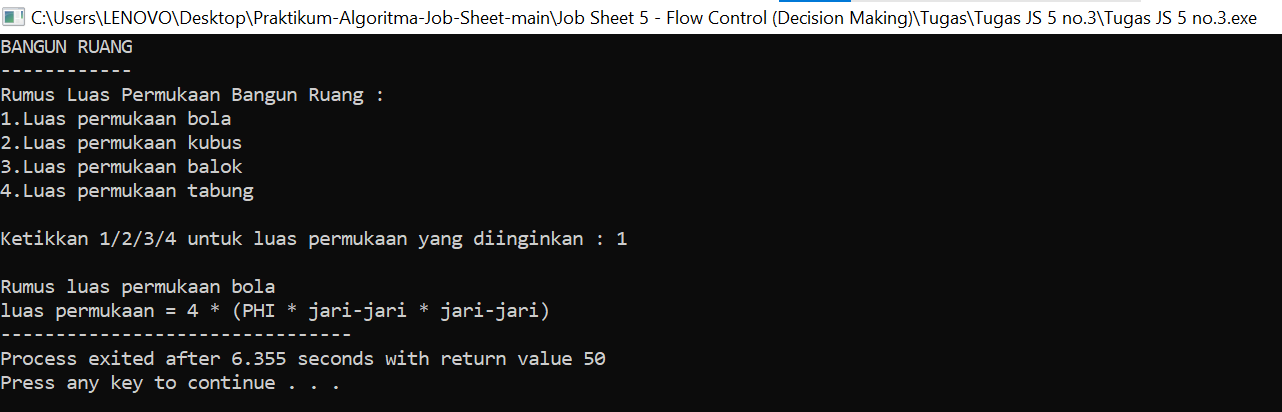 C:\Users\LENOVO\Desktop\Praktikum-Algoritma-Job-Sheet-main\Job Sheet 5 - Flow Control (Decision Making)\Tugas\Tugas JS 5 no.3\Tugas JS 5 no.3.exe
BANGUN RUANG
------------
Rumus Luas Permukaan Bangun Ruang :
1.Luas permukaan bola
2.Luas permukaan kubus
3.Luas permukaan balok
4.Luas permukaan tabung
Ketikkan 1/2/3/4 untuk luas permukaan yang diinginkan : 1
Rumus luas permukaan bola
luas permukaan = 4 * (PHI * jari-jari * jari-jari)
--------------------------------
Process exited after 6.355 seconds with return value 50
Press any key to continue . . .